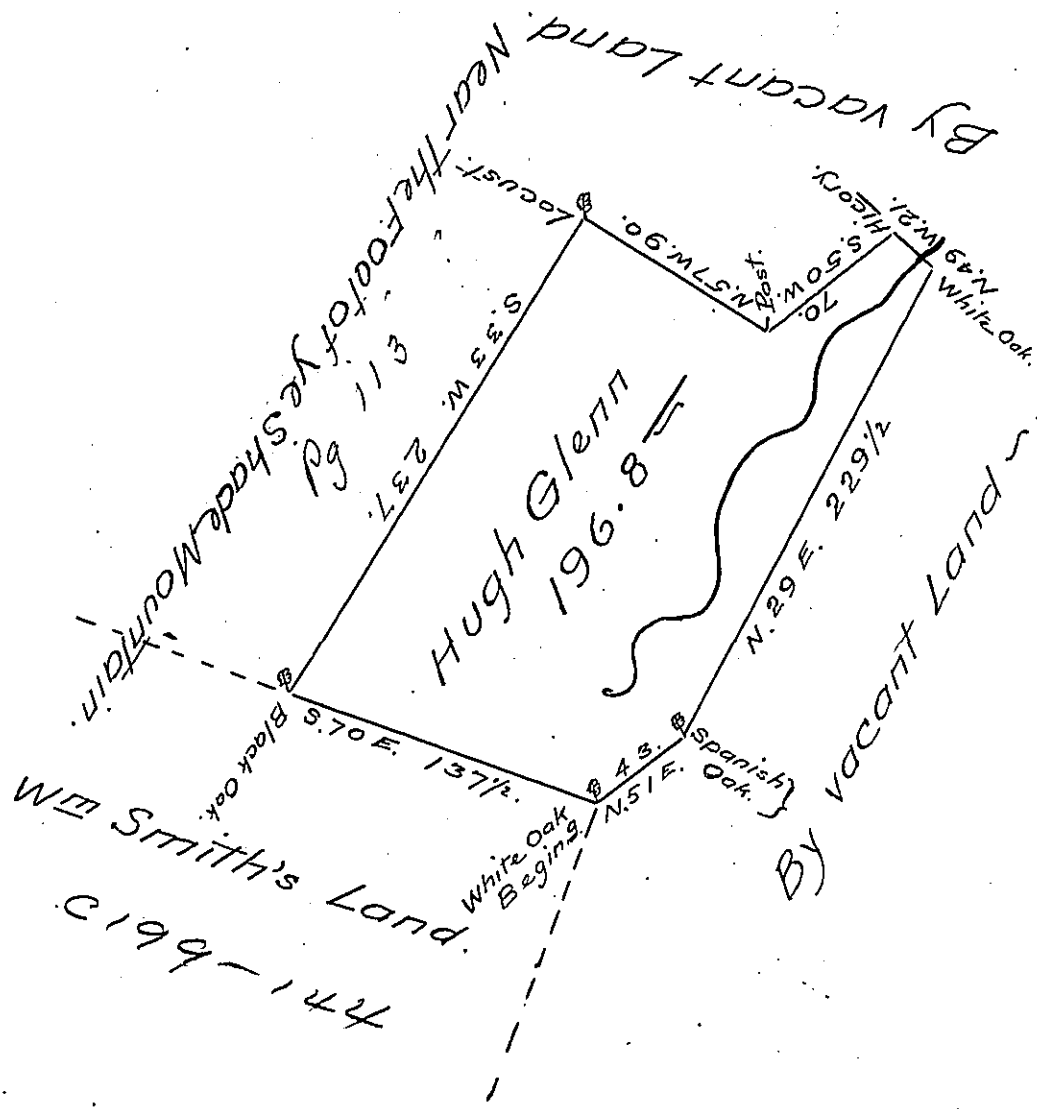 By vacant Land.
Near the Foot of ye Shade Mountain.
Pg 113
Locust.
N.57W.90.
Post.
S.50W.
70.
Hicory.
N.49
W.21.
White Oak.
S.33W. 237.
Hugh Glenn
196.8
N.29E. 229½
By vacant Land
Spanish
Oak. }
43.
N.51E.
White Oak
Begining.
S.70E. 137½.
Black Oak.
Wm Smith's Land.
C199-144